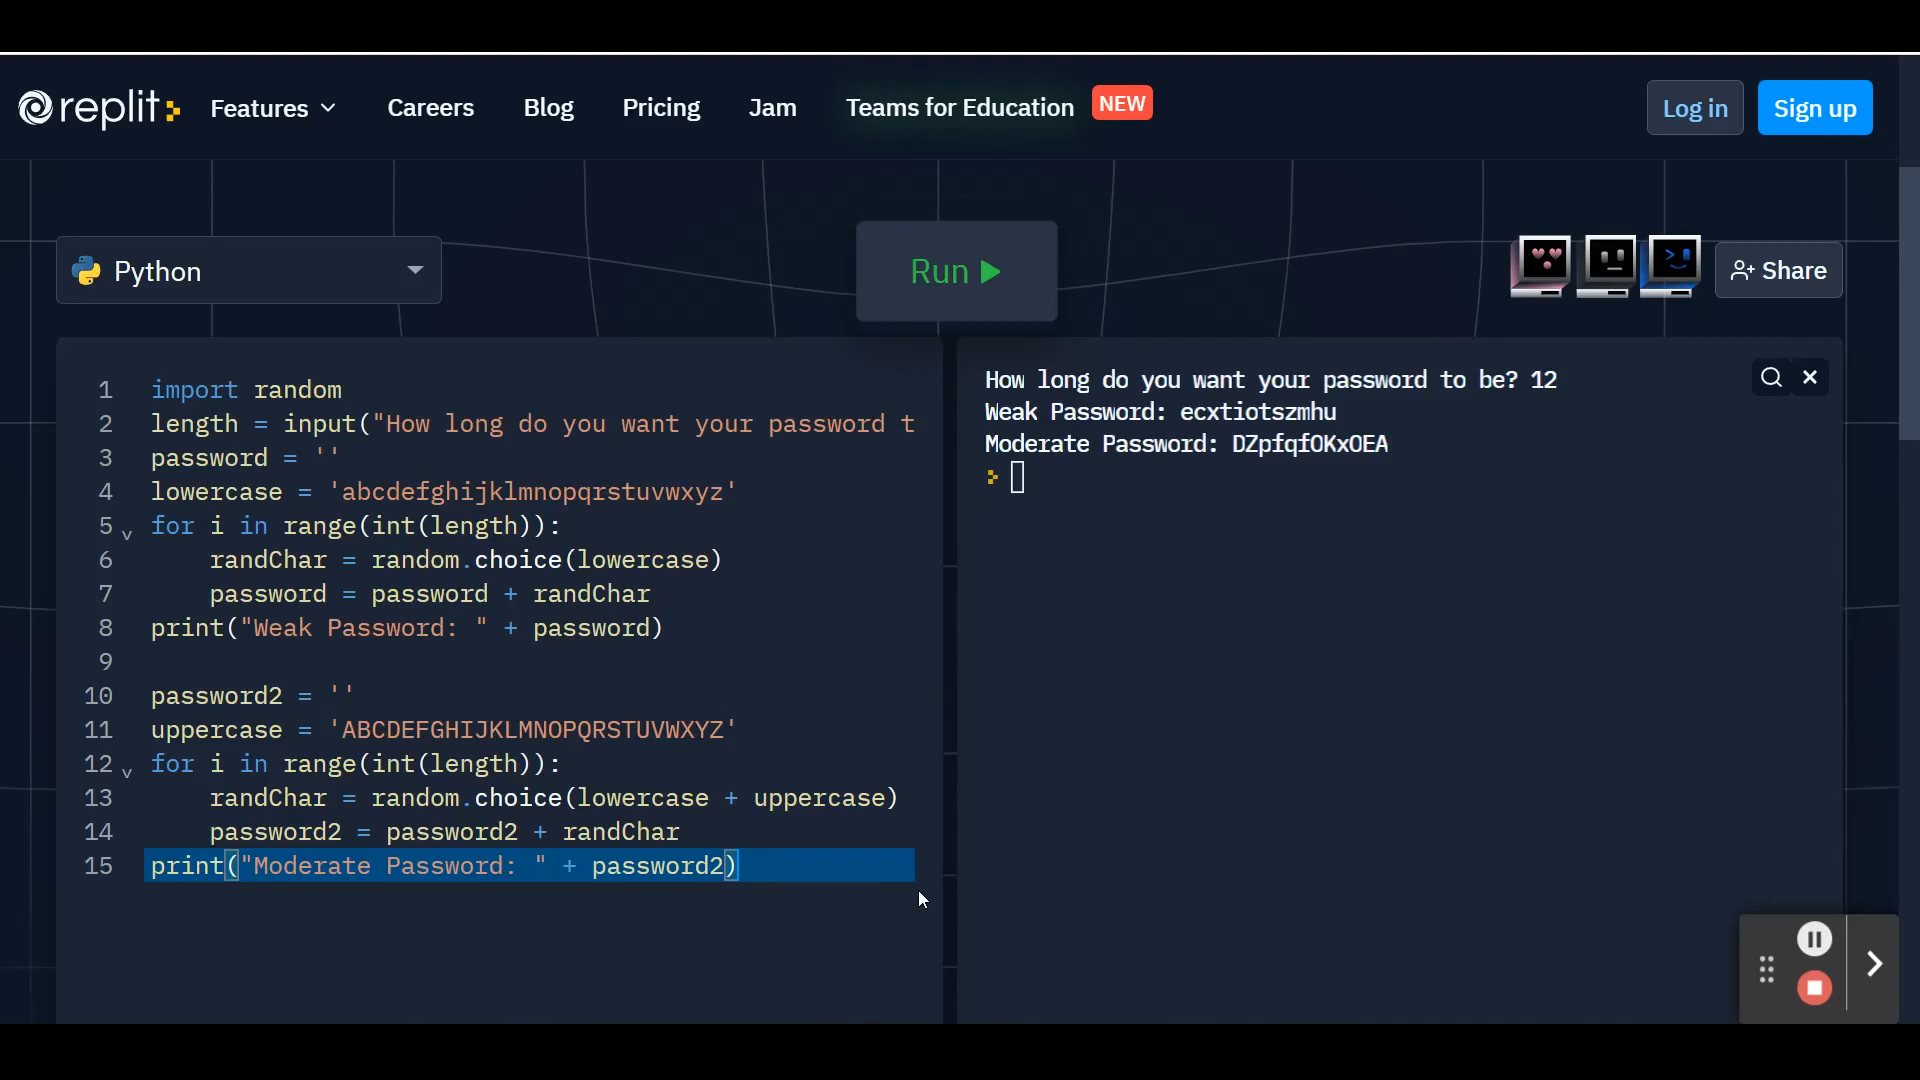 replit
Features
Careers
Blog
Pricing
Jam
Teams for Education
NEW
Log in
Sign up
Python
Run
Share
1 import random
2 length = input("How long do you want your password t
3 password = ''
4 lowercase = 'abcdefghijklmnopqrstuvwxyz'
5 for i in range(int(length)):
6 randChar = random.choice(lowercase)
7 password = password + randChar
8 print("Weak Password: " + password)
9
10 password2 = ''
11 uppercase = 'ABCDEFGHIJKLMNOPQRSTUVWXYZ'
12 for i in range(int(length)):
13 randChar = random.choice(lowercase + uppercase)
14 password2 = password2 + randChar
15 print("Moderate Password: " + password2)
How long do you want your password to be? 12
Weak Password: ecxtiotszmhu
Moderate Password: DZpfqfOKxOEA